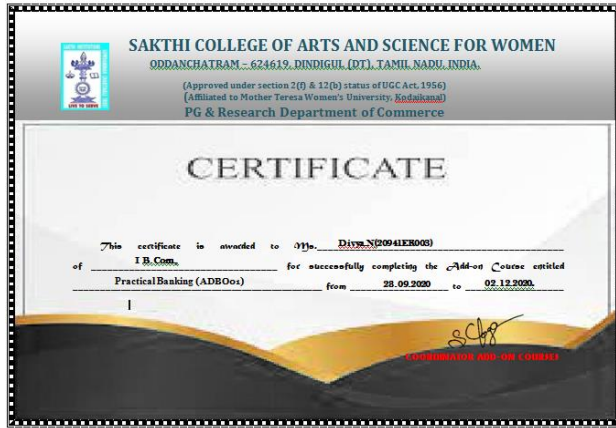 SAKTHI COLLEGE OF ARTS AND SCIENCE FOR WOMEN
ODDANCHATRAM – 624619, DINDIGUL (DT), TAMIL NADU, INDIA.
(Approved under section 2(f) & 12(b) status of UGC Act, 1956)
(Affiliated to Mother Teresa Women's University, Kodaikanal)
PG & Research Department of Commerce
LIVE TO SERVE
CERTIFICATE
This certificate is awarded to Ms. Divya.N(20941ER003)
of I B.Com, for successfully completing the Add-on Course entitled
Practical Banking (ADBO01) from 28.09.2020 to 02.12.2020.
COORDINATOR ADD-ON COURSES